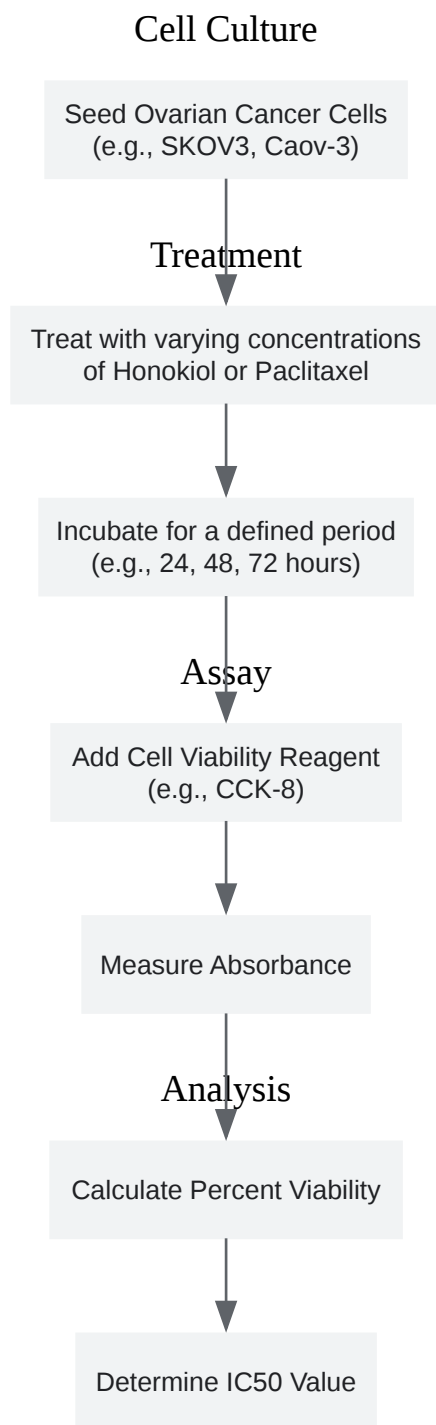 Cell Culture
Seed Ovarian Cancer Cells
(e.g., SKOV3, Caov-3)
Treatment
Treat with varying concentrations
of Honokiol or Paclitaxel
Incubate for a defined period
(e.g., 24, 48, 72 hours)
Assay
Add Cell Viability Reagent
(e.g., CCK-8)
Measure Absorbance
Analysis
Calculate Percent Viability
Determine IC50 Value